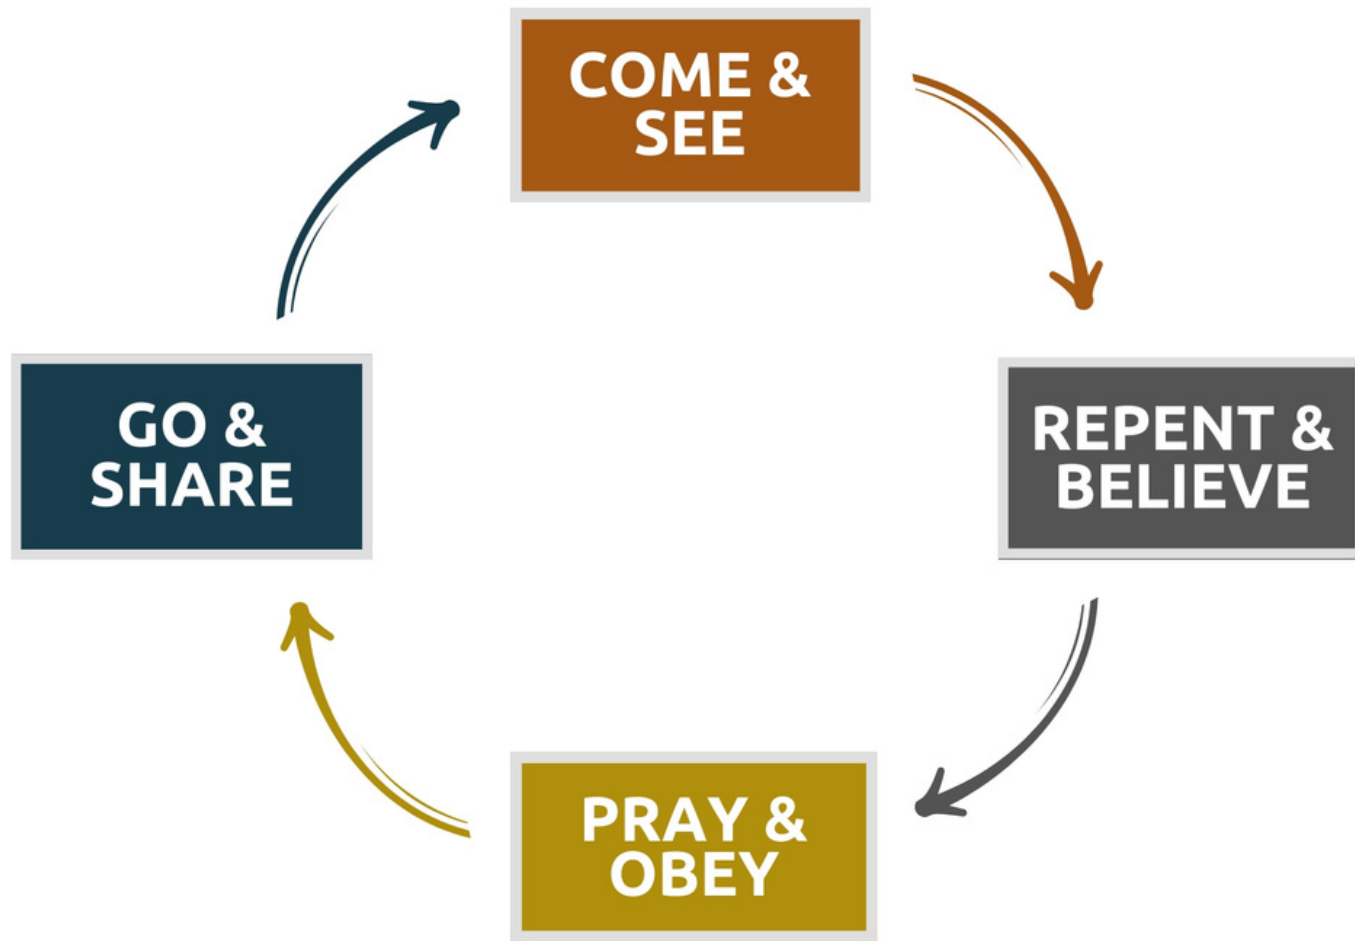 COME &
SEE
REPENT &
BELIEVE
PRAY &
OBEY
GO &
SHARE